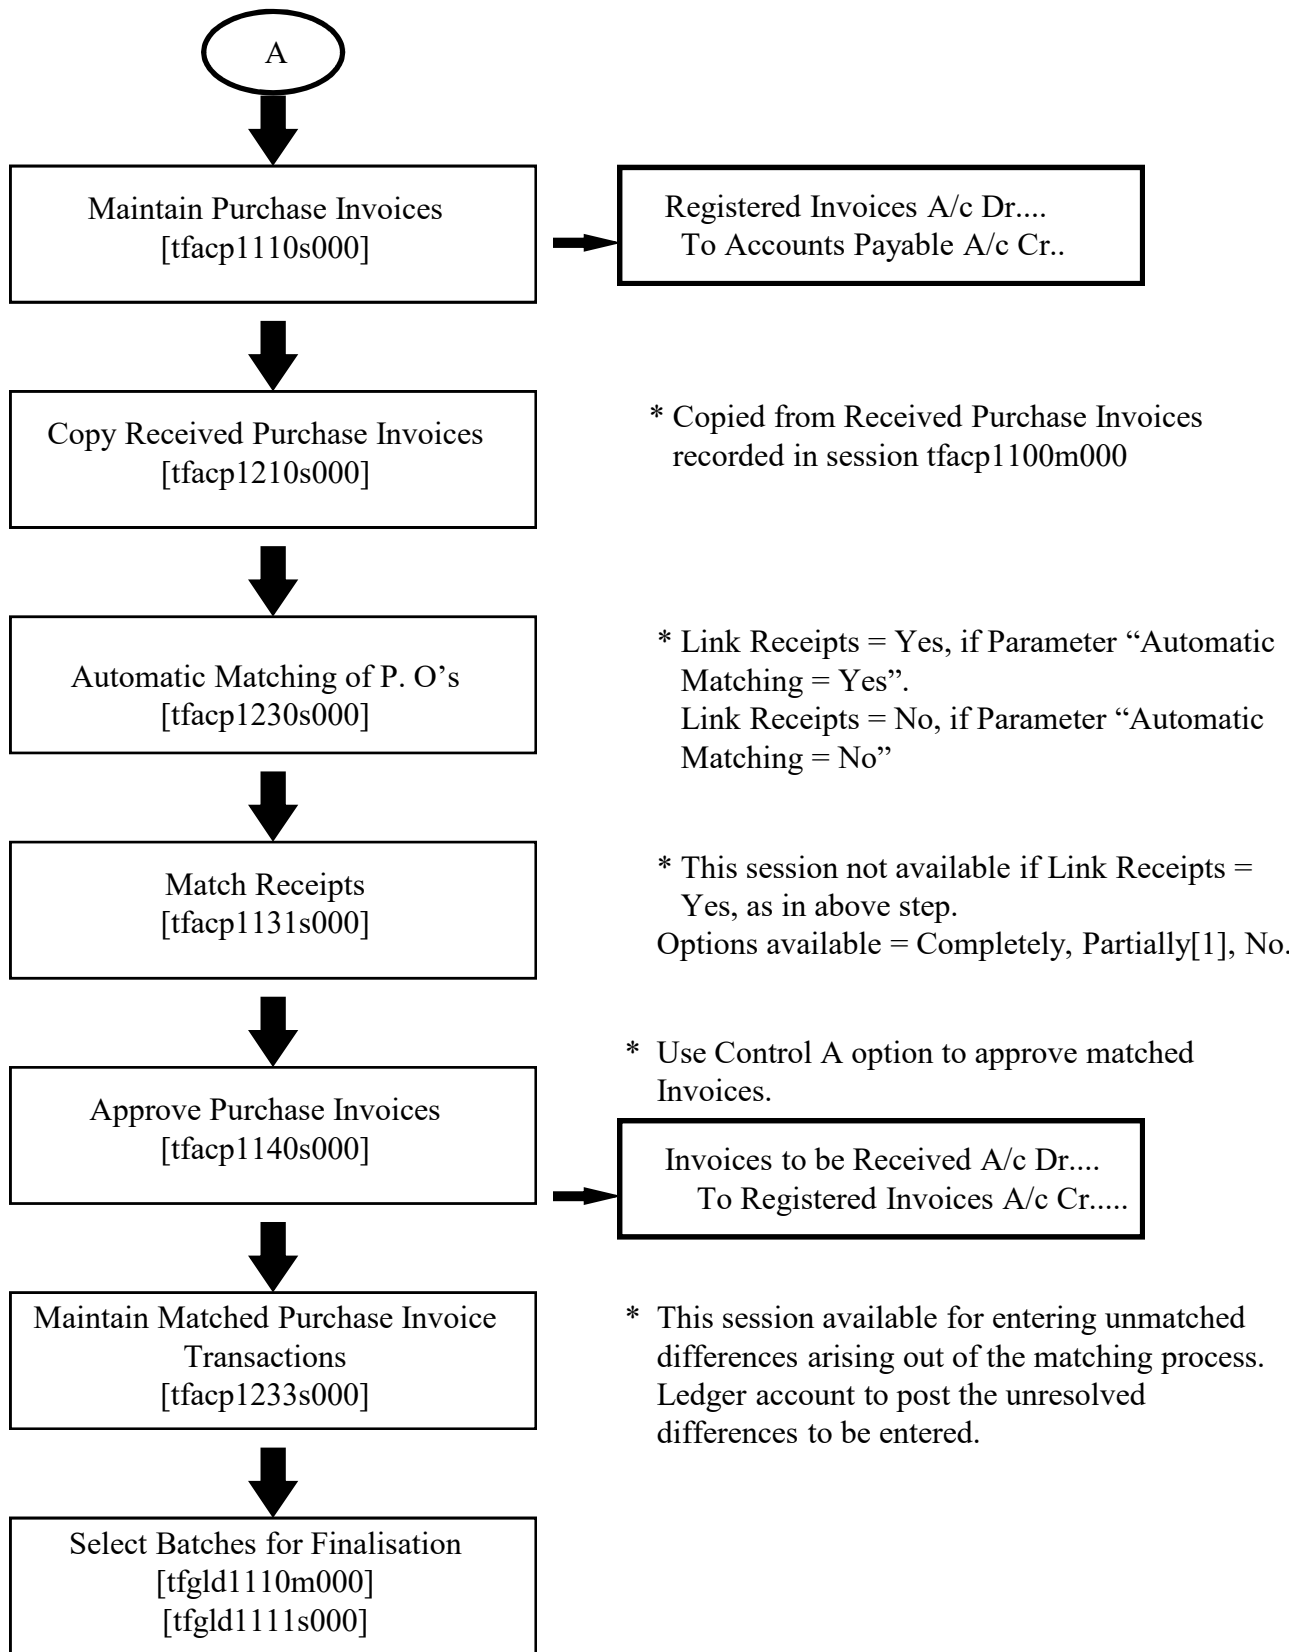 A
Maintain Purchase Invoices
[tfacp1110s000]
Registered Invoices A/c Dr....
To Accounts Payable A/c Cr..
Copy Received Purchase Invoices
[tfacp1210s000]
* Copied from Received Purchase Invoices
recorded in session tfacp1100m000
Automatic Matching of P. O’s
[tfacp1230s000]
* Link Receipts = Yes, if Parameter “Automatic
Matching = Yes”.
Link Receipts = No, if Parameter “Automatic
Matching = No”
Match Receipts
[tfacp1131s000]
* This session not available if Link Receipts =
Yes, as in above step.
Options available = Completely, Partially[1], No.
Approve Purchase Invoices
[tfacp1140s000]
* Use Control A option to approve matched
Invoices.
Invoices to be Received A/c Dr....
To Registered Invoices A/c Cr.....
Maintain Matched Purchase Invoice
Transactions
[tfacp1233s000]
* This session available for entering unmatched
differences arising out of the matching process.
Ledger account to post the unresolved
differences to be entered.
Select Batches for Finalisation
[tfgld1110m000]
[tfgld1111s000]